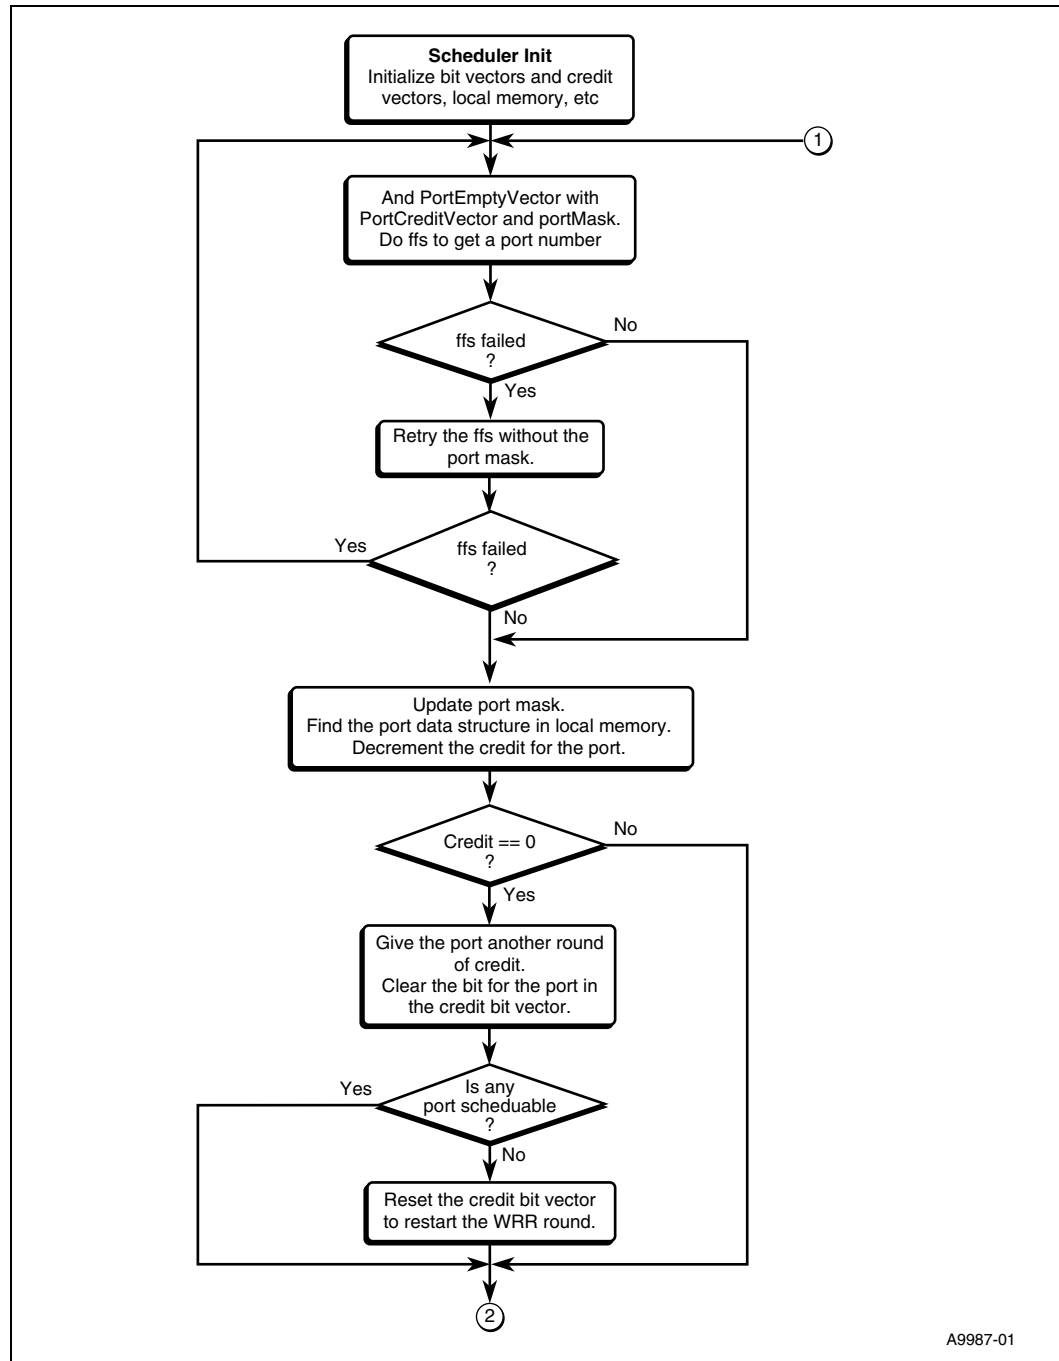 Scheduler Init
Initialize bit vectors and credit
vectors, local memory, etc
1
And PortEmptyVector with
PortCreditVector and portMask.
Do ffs to get a port number
ffs failed
?
No
Yes
Retry the ffs without the
port mask.
ffs failed
?
Yes
No
Update port mask.
Find the port data structure in local memory.
Decrement the credit for the port.
Credit == 0
?
No
Yes
Give the port another round
of credit.
Clear the bit for the port in
the credit bit vector.
Is any
port scheduable
?
Yes
No
Reset the credit bit vector
to restart the WRR round.
2
A9987-01